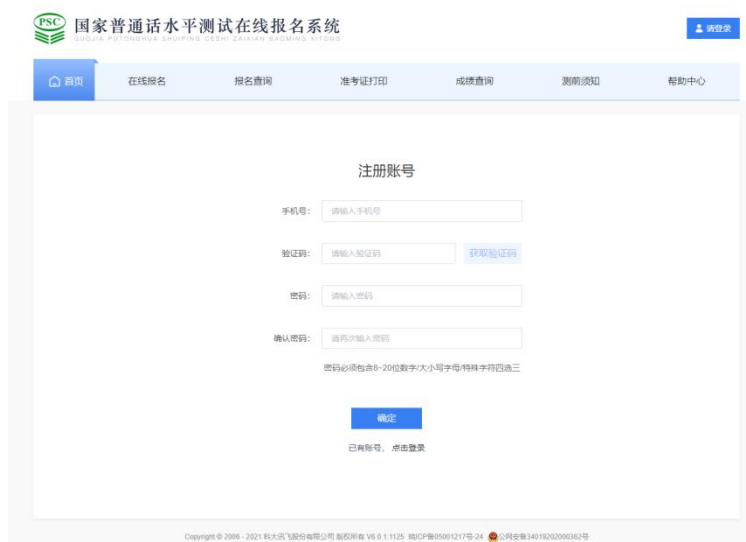 PSC
国家普通话水平测试在线报名系统
GUOJIA PUTONGHUA SHUIPING CESHI ZAIXIAN BAOMING XITONG
请登录
首页 在线报名 报名查询 准考证打印 成绩查询 测前须知 帮助中心
注册账号
手机号: 请输入手机号
验证码: 请输入验证码 获取验证码
密码: 请输入密码
确认密码: 请再次输入密码
密码必须包含8~20位数字/大小写字母/特殊字符四选三
确定
已有账号, 点击登录
Copyright © 2006 - 2021 科大讯飞股份有限公司 版权所有 V6.0.1.1125 皖ICP备05001217号-24 公网安备34019202000362号